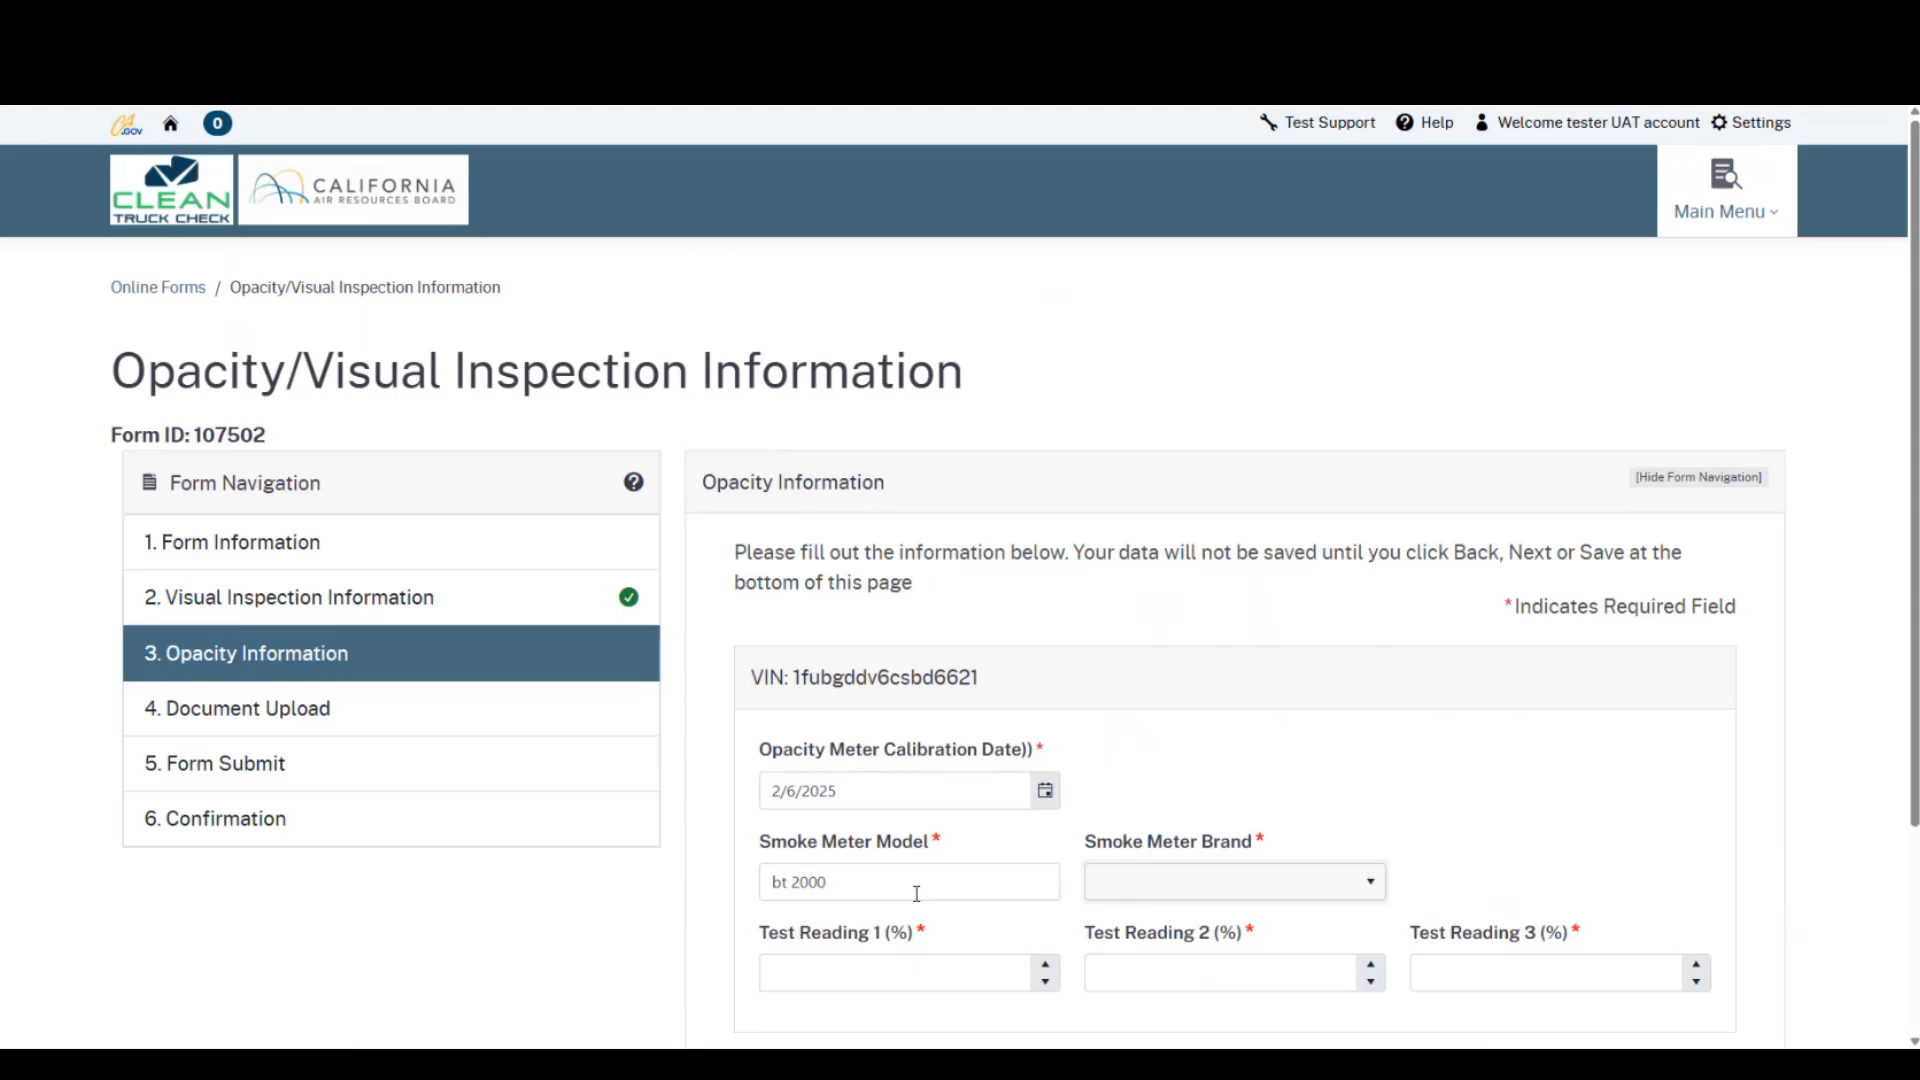 CA.GOV
0
Test Support
Help
Welcome tester UAT account
Settings
CLEAN
TRUCK CHECK
CALIFORNIA
AIR RESOURCES BOARD
Main Menu
Online Forms / Opacity/Visual Inspection Information
Opacity/Visual Inspection Information
Form ID: 107502
Form Navigation
1. Form Information
2. Visual Inspection Information
3. Opacity Information
4. Document Upload
5. Form Submit
6. Confirmation
Opacity Information
[Hide Form Navigation]
Please fill out the information below. Your data will not be saved until you click Back, Next or Save at the
bottom of this page
*Indicates Required Field
VIN: 1fubgddv6csbd6621
Opacity Meter Calibration Date)) *
2/6/2025
Smoke Meter Model * Smoke Meter Brand *
bt 2000
Test Reading 1 (%) * Test Reading 2 (%) * Test Reading 3 (%) *